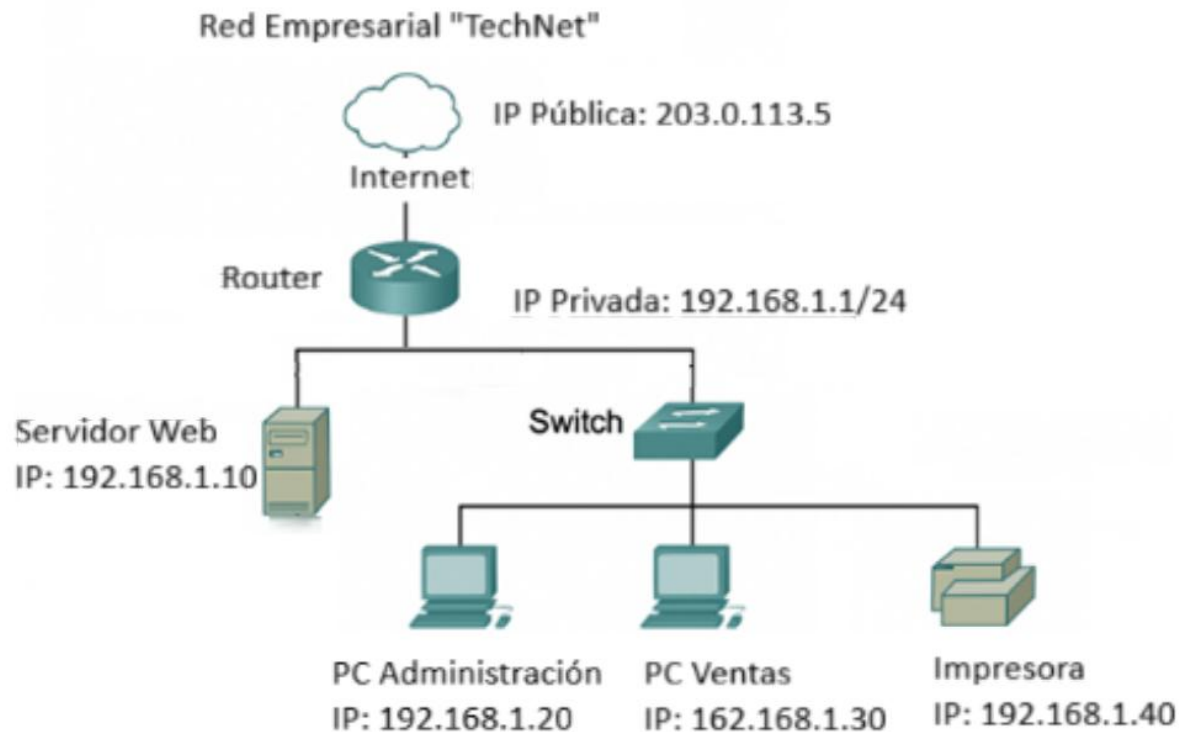 Red Empresarial "TechNet"
IP Pública: 203.0.113.5
Internet
Router
IP Privada: 192.168.1.1/24
Servidor Web
IP: 192.168.1.10
Switch
PC Administración
IP: 192.168.1.20
PC Ventas
IP: 162.168.1.30
Impresora
IP: 192.168.1.40